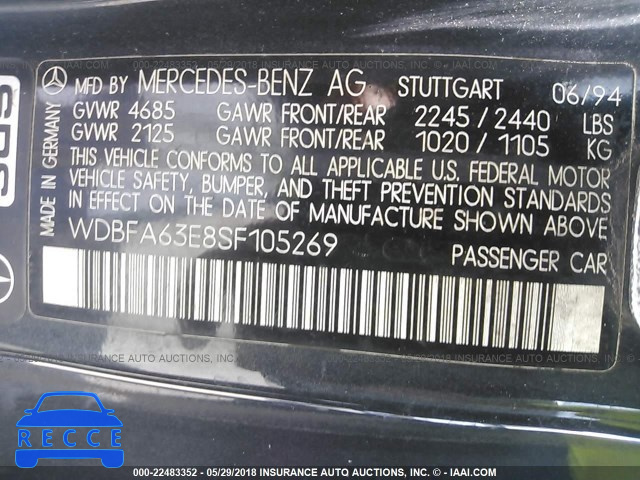 MFD BY MERCEDES-BENZ AG STUTTGART 06/94
GVWR 4685 GAWR FRONT/REAR 2245 / 2440 LBS
GVWR 2125 GAWR FRONT/REAR 1020 / 1105 KG
THIS VEHICLE CONFORMS TO ALL APPLICABLE U.S. FEDERAL MOTOR
VEHICLE SAFETY, BUMPER, AND THEFT PREVENTION STANDARDS
IN EFFECT ON THE DATE OF MANUFACTURE SHOWN ABOVE
WDBFA63E8SF105269 PASSENGER CAR
MADE IN GERMANY
SRS
RECCE
000-22483352 - 05/29/2018 INSURANCE AUTO AUCTIONS, INC. - © - IAAI.COM